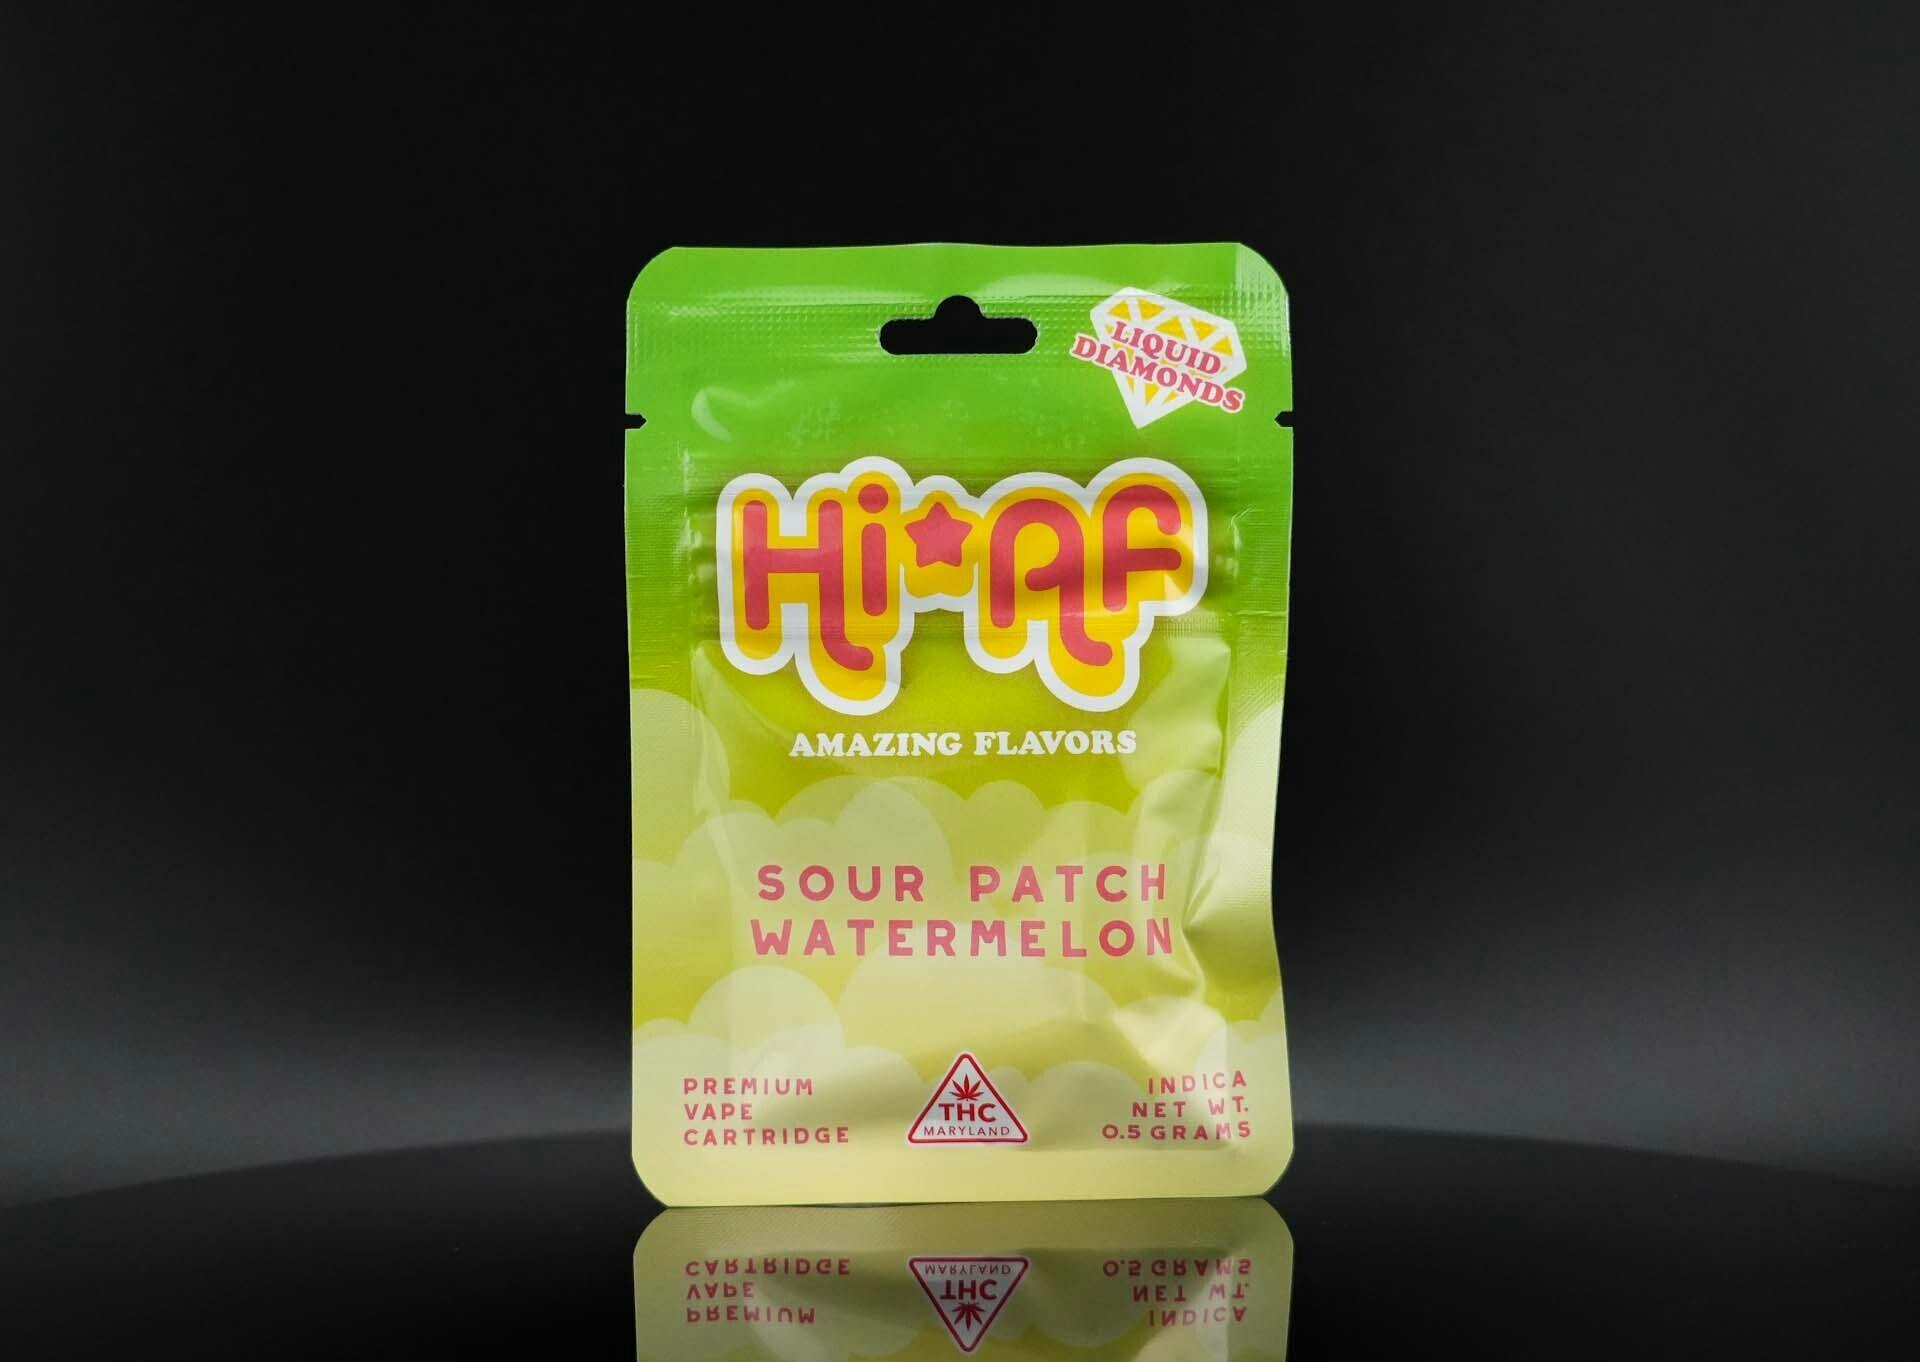 LIQUID
DIAMONDS
Hi★AF
AMAZING FLAVORS
SOUR PATCH
WATERMELON
PREMIUM
VAPE
CARTRIDGE
THC
MARYLAND
INDICA
NET WT.
0.5 GRAMS